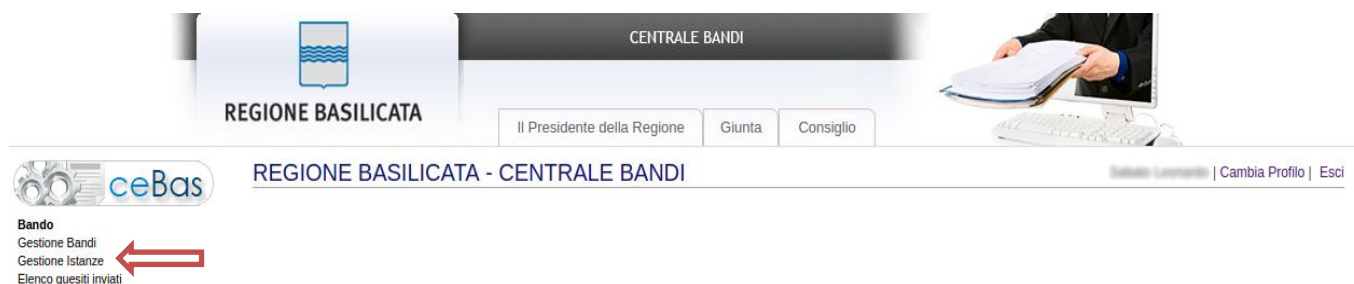 CENTRALE BANDI
REGIONE BASILICATA
Il Presidente della Regione Giunta Consiglio
ceBas
REGIONE BASILICATA - CENTRALE BANDI
| Cambia Profilo | Esci
Bando
Gestione Bandi
Gestione Istanze
Elenco quesiti inviati